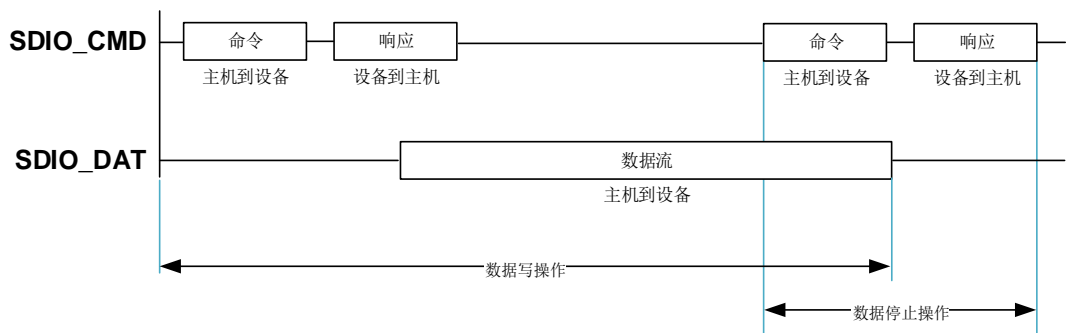 SDIO_CMD
命令
响应
命令
响应
主机到设备
设备到主机
主机到设备
设备到主机
SDIO_DAT
数据流
主机到设备
数据写操作
数据停止操作